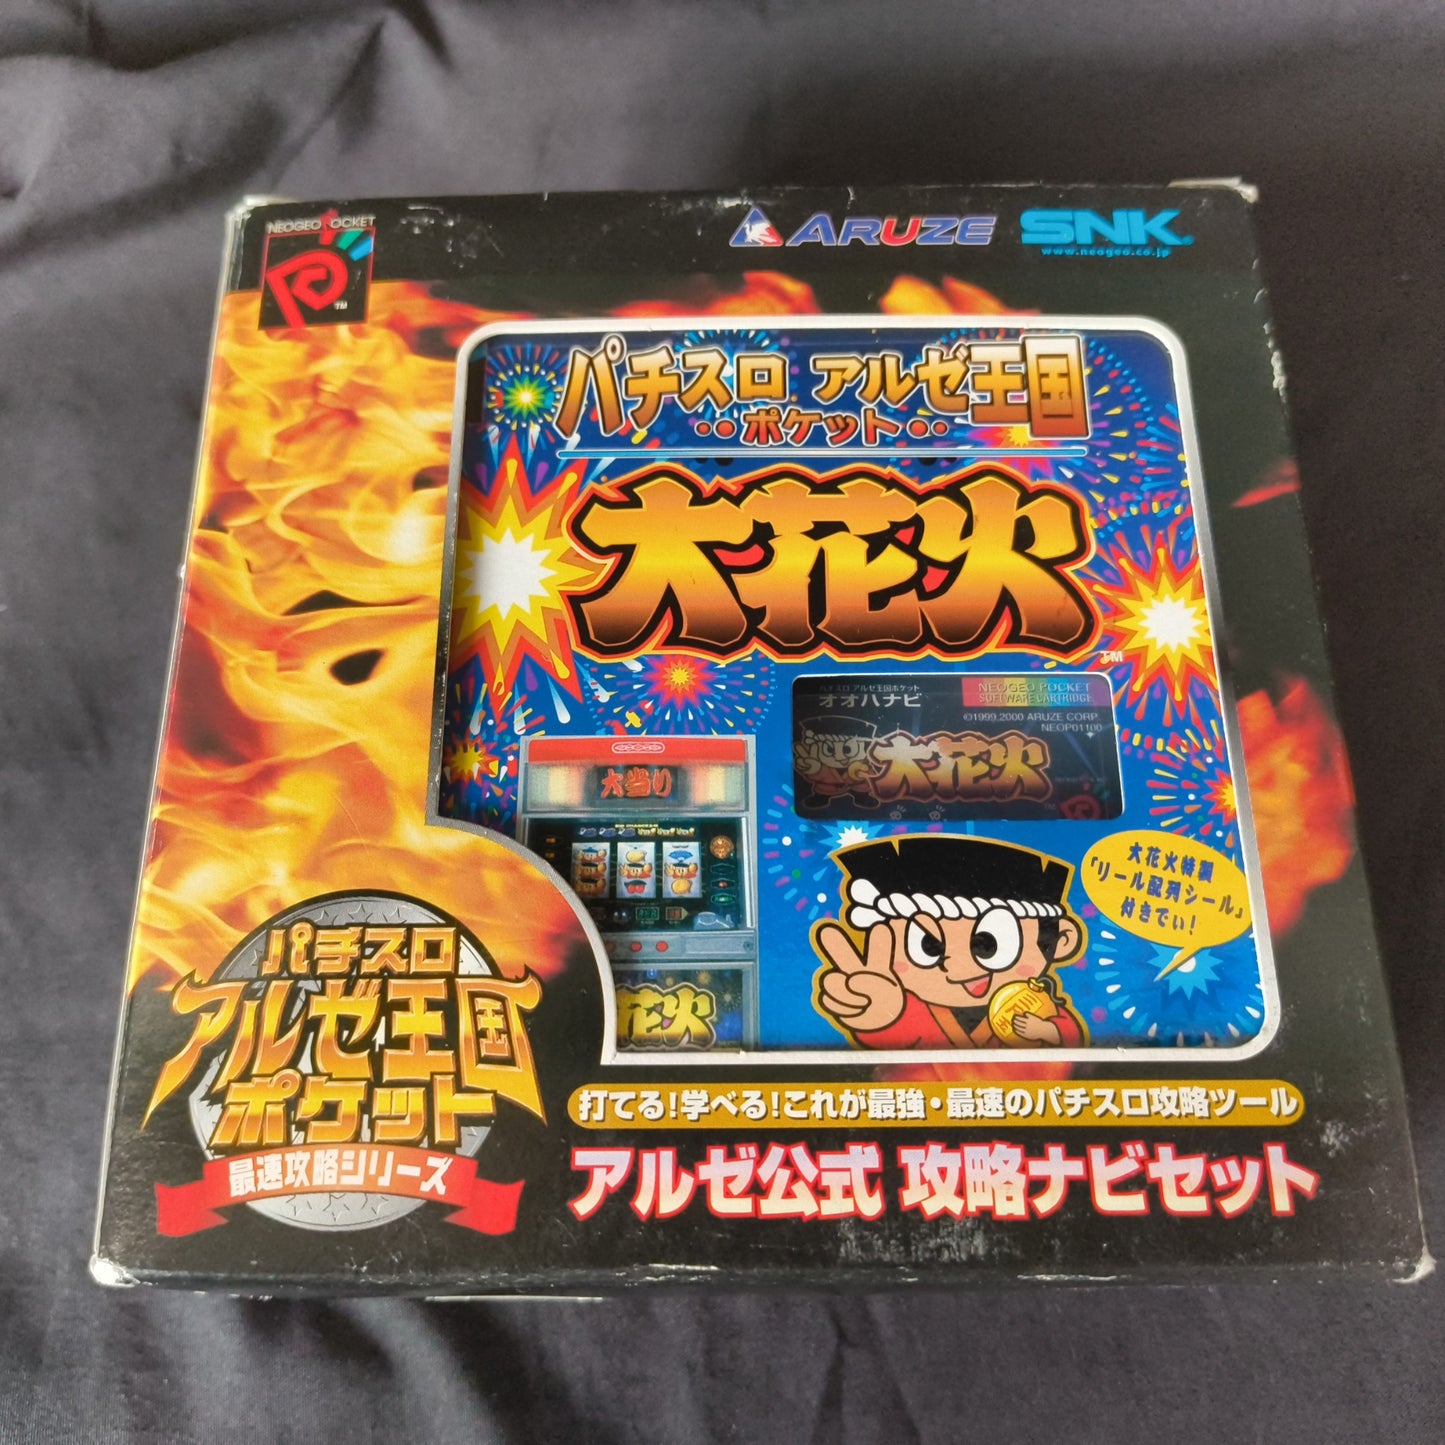 NEOGEO POCKET
TM
ARUZE
SNK
www.neogeo.co.jp
パチスロ アルゼ王国
ポケット
大花火
TM
パチスロ アルゼ王国ポケット
オオハナビ
NEOGEO POCKET
SOFTWARE CARTRIDGE
©1999,2000 ARUZE CORP.
NEOP01100
大花火
大当り
花火
大花火特製
「リール配列シール」
付きでぃ!
パチスロ
アルゼ王国
ポケット
最速攻略シリーズ
打てる!学べる!これが最強・最速のパチスロ攻略ツール
アルゼ公式 攻略ナビセット